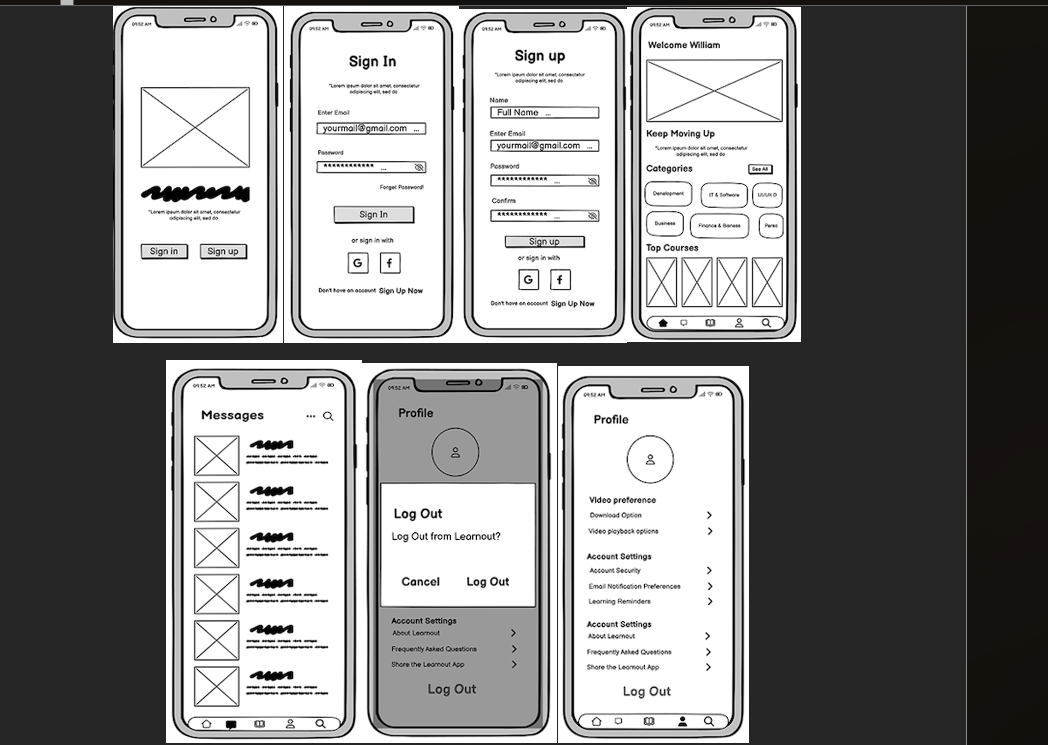 09:52 AM
"Lorem ipsum dolor sit amet, consectetur
adipiscing elit, sed do
Sign in
Sign up
09:52 AM
Sign In
"Lorem ipsum dolor sit amet, consectetur
adipiscing elit, sed do
Enter Email
yourmail@gmail.com ...
Password
************ ...
Forget Password!
Sign In
or sign in with
G f
Don't have an account Sign Up Now
09:52 AM
Sign up
"Lorem ipsum dolor sit amet, consectetur
adipiscing elit, sed do
Name
Full Name ...
Enter Email
yourmail@gmail.com ...
Password
************ ...
Confirm
************ ...
Sign up
or sign in with
G f
Don't have an account Sign Up Now
09:52 AM
Welcome William
Keep Moving Up
"Lorem ipsum dolor sit amet, consectetur
adipiscing elit, sed do
Categories
See All
Development
IT & Software
UI/UX D
Business
Finance & Bisness
Perso
Top Courses
09:52 AM
Messages
09:52 AM
Profile
Log Out
Log Out from Learnout?
Cancel
Log Out
Account Settings
About Learnout
Frequently Asked Questions
Share the Learnout App
Log Out
09:52 AM
Profile
Video preference
Download Option
Video playback options
Account Settings
Account Security
Email Notification Preferences
Learning Reminders
Account Settings
About Learnout
Frequently Asked Questions
Share the Learnout App
Log Out